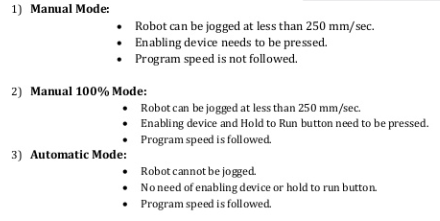 1) Manual Mode:
• Robot can be jogged at less than 250 mm/sec.
• Enabling device needs to be pressed.
• Program speed is not followed.
2) Manual 100% Mode:
• Robot can be jogged at less than 250 mm/sec.
• Enabling device and Hold to Run button need to be pressed.
• Program speed is followed.
3) Automatic Mode:
• Robot cannot be jogged.
• No need of enabling device or hold to run button.
• Program speed is followed.